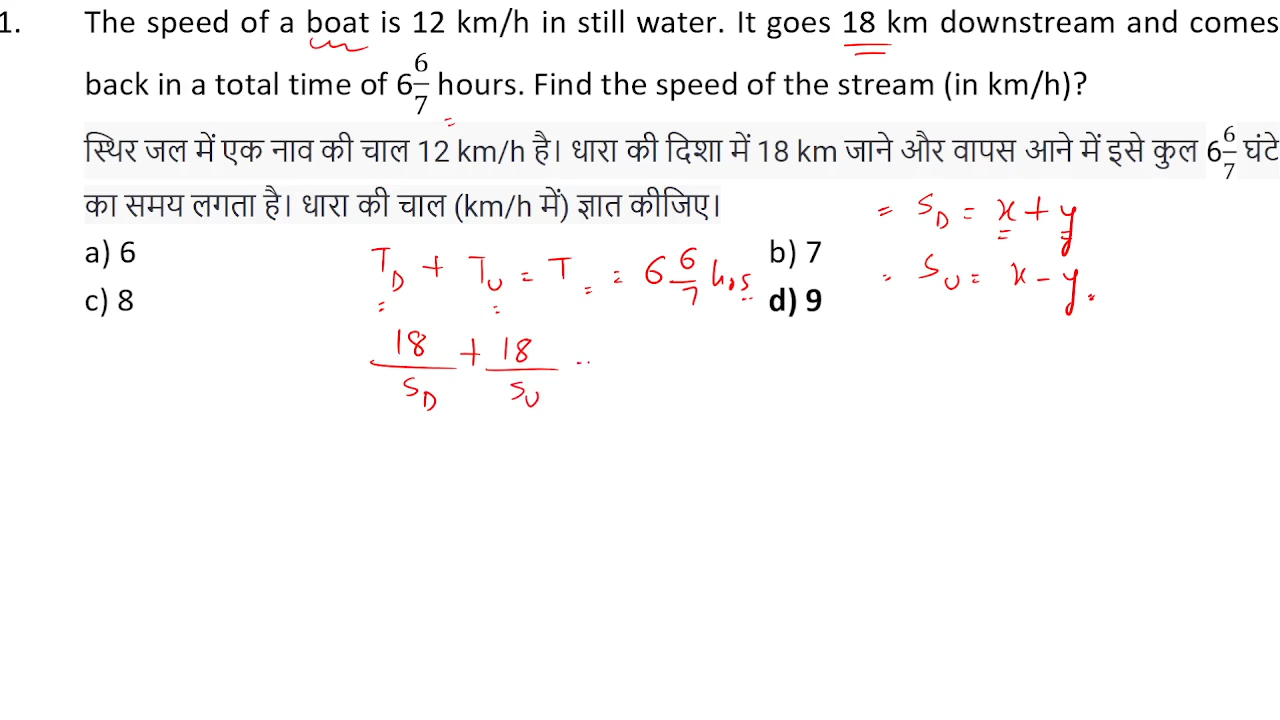 1. The speed of a boat is 12 km/h in still water. It goes 18 km downstream and comes
back in a total time of 6 6/7 hours. Find the speed of the stream (in km/h)?
स्थिर जल में एक नाव की चाल 12 km/h है। धारा की दिशा में 18 km जाने और वापस आने में इसे कुल 6 6/7 घंटे
का समय लगता है। धारा की चाल (km/h में) ज्ञात कीजिए।
= S_D = x + y
a) 6 b) 7
T_D + T_U = T = 6 6/7 hrs
S_U = x - y
c) 8 d) 9
18/S_D + 18/S_U =